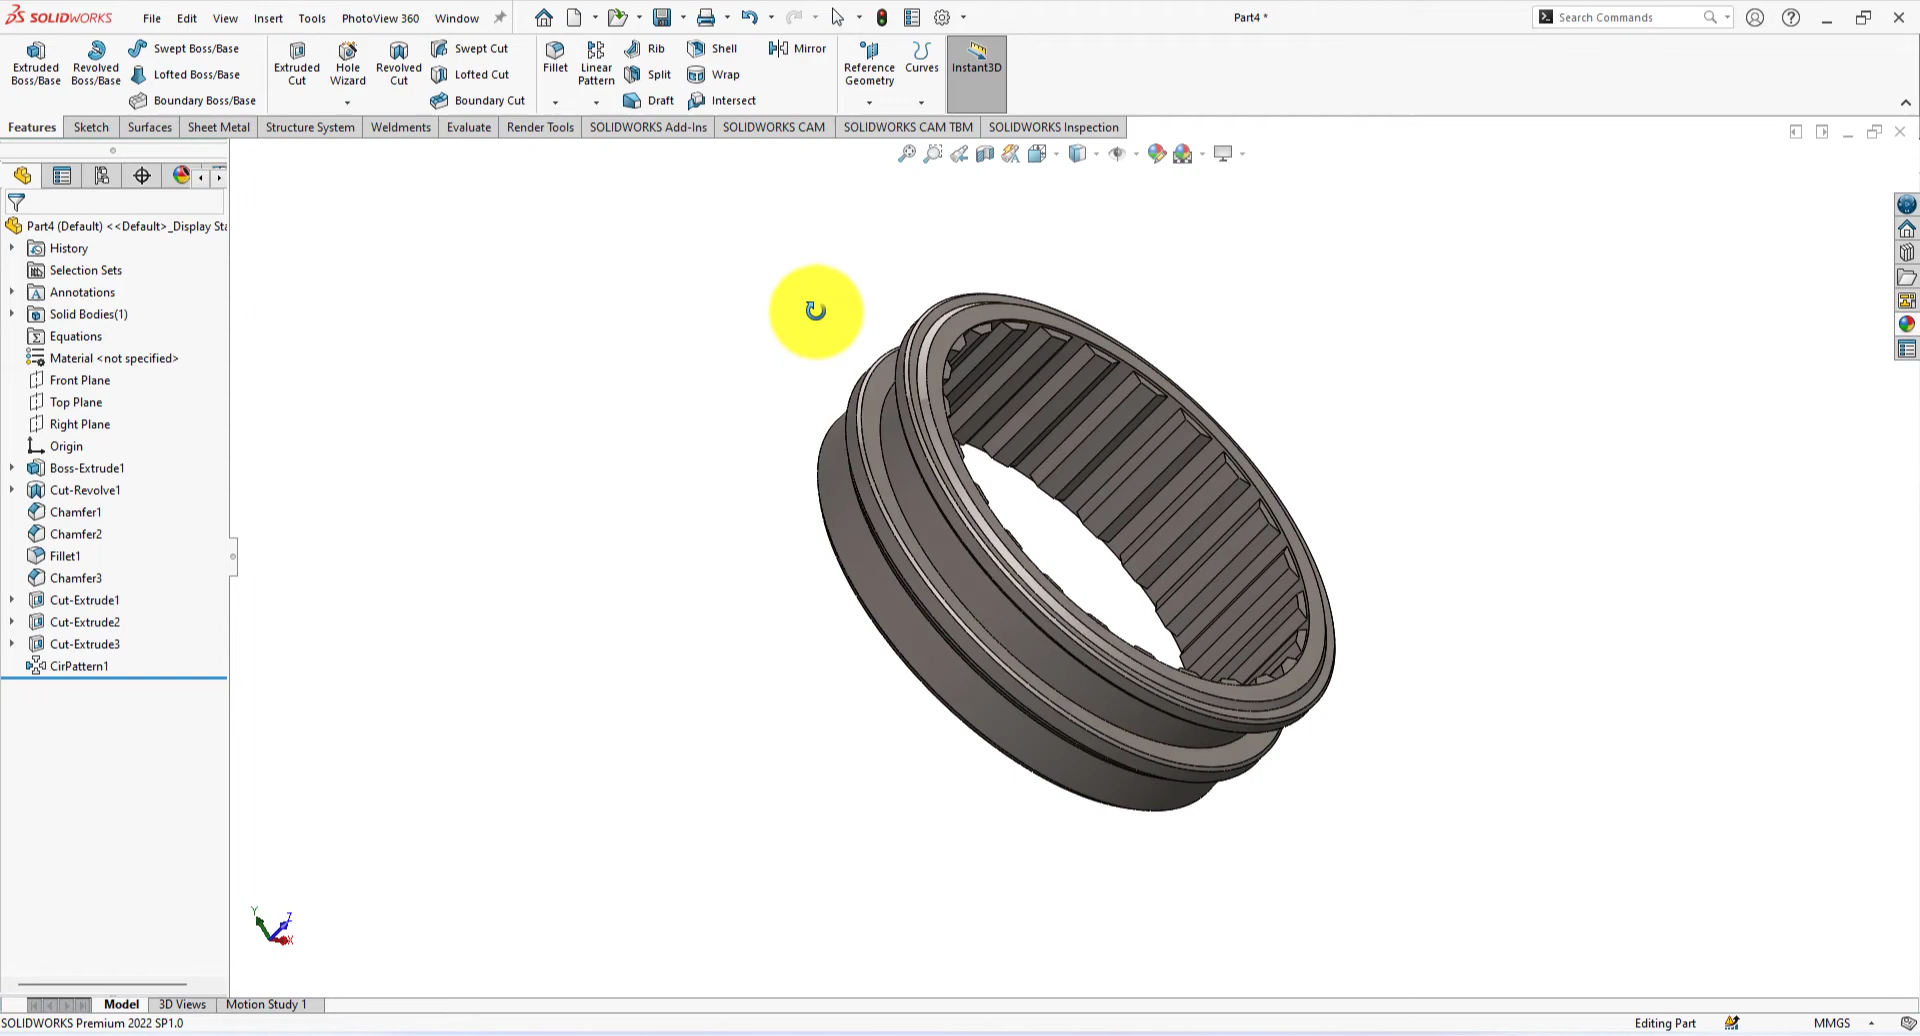 SOLIDWORKS File Edit View Insert Tools PhotoView 360 Window Part4 * Search Commands
Extruded Boss/Base
Revolved Boss/Base
Swept Boss/Base
Lofted Boss/Base
Boundary Boss/Base
Extruded Cut
Hole Wizard
Revolved Cut
Swept Cut
Lofted Cut
Boundary Cut
Fillet
Linear Pattern
Rib
Split
Draft
Shell
Wrap
Intersect
Mirror
Reference Geometry
Curves
Instant3D
Features Sketch Surfaces Sheet Metal Structure System Weldments Evaluate Render Tools SOLIDWORKS Add-Ins SOLIDWORKS CAM SOLIDWORKS CAM TBM SOLIDWORKS Inspection
Part4 (Default) <<Default>_Display Sta
History
Selection Sets
Annotations
Solid Bodies(1)
Equations
Material <not specified>
Front Plane
Top Plane
Right Plane
Origin
Boss-Extrude1
Cut-Revolve1
Chamfer1
Chamfer2
Fillet1
Chamfer3
Cut-Extrude1
Cut-Extrude2
Cut-Extrude3
CirPattern1
Y
Z
X
Model 3D Views Motion Study 1
SOLIDWORKS Premium 2022 SP1.0 Editing Part MMGS